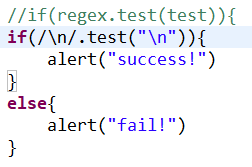 //if(regex.test(test)){
if(/\n/.test("\n")){
    alert("success!")
}
else{
    alert("fail!")
}